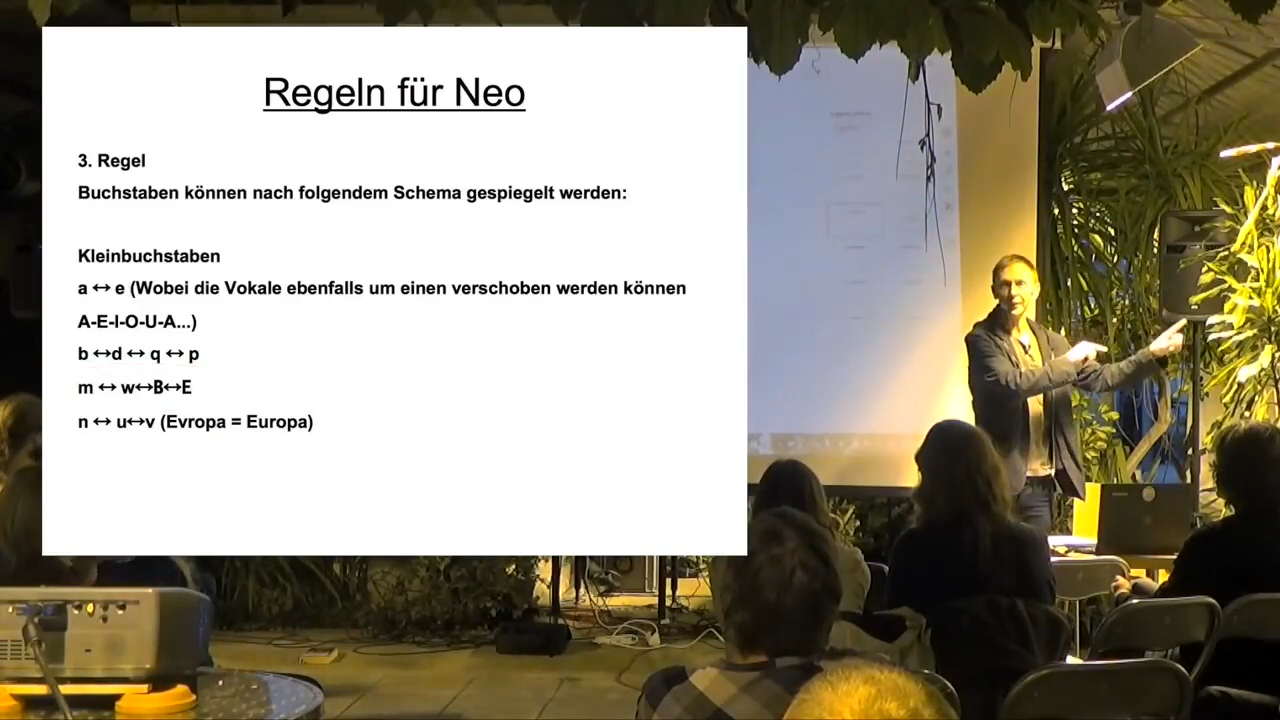 Regeln für Neo
3. Regel
Buchstaben können nach folgendem Schema gespiegelt werden:
Kleinbuchstaben
a ↔ e (Wobei die Vokale ebenfalls um einen verschoben werden können
A-E-I-O-U-A...)
b ↔d ↔ q ↔ p
m ↔ w↔B↔E
n ↔ u↔v (Evropa = Europa)